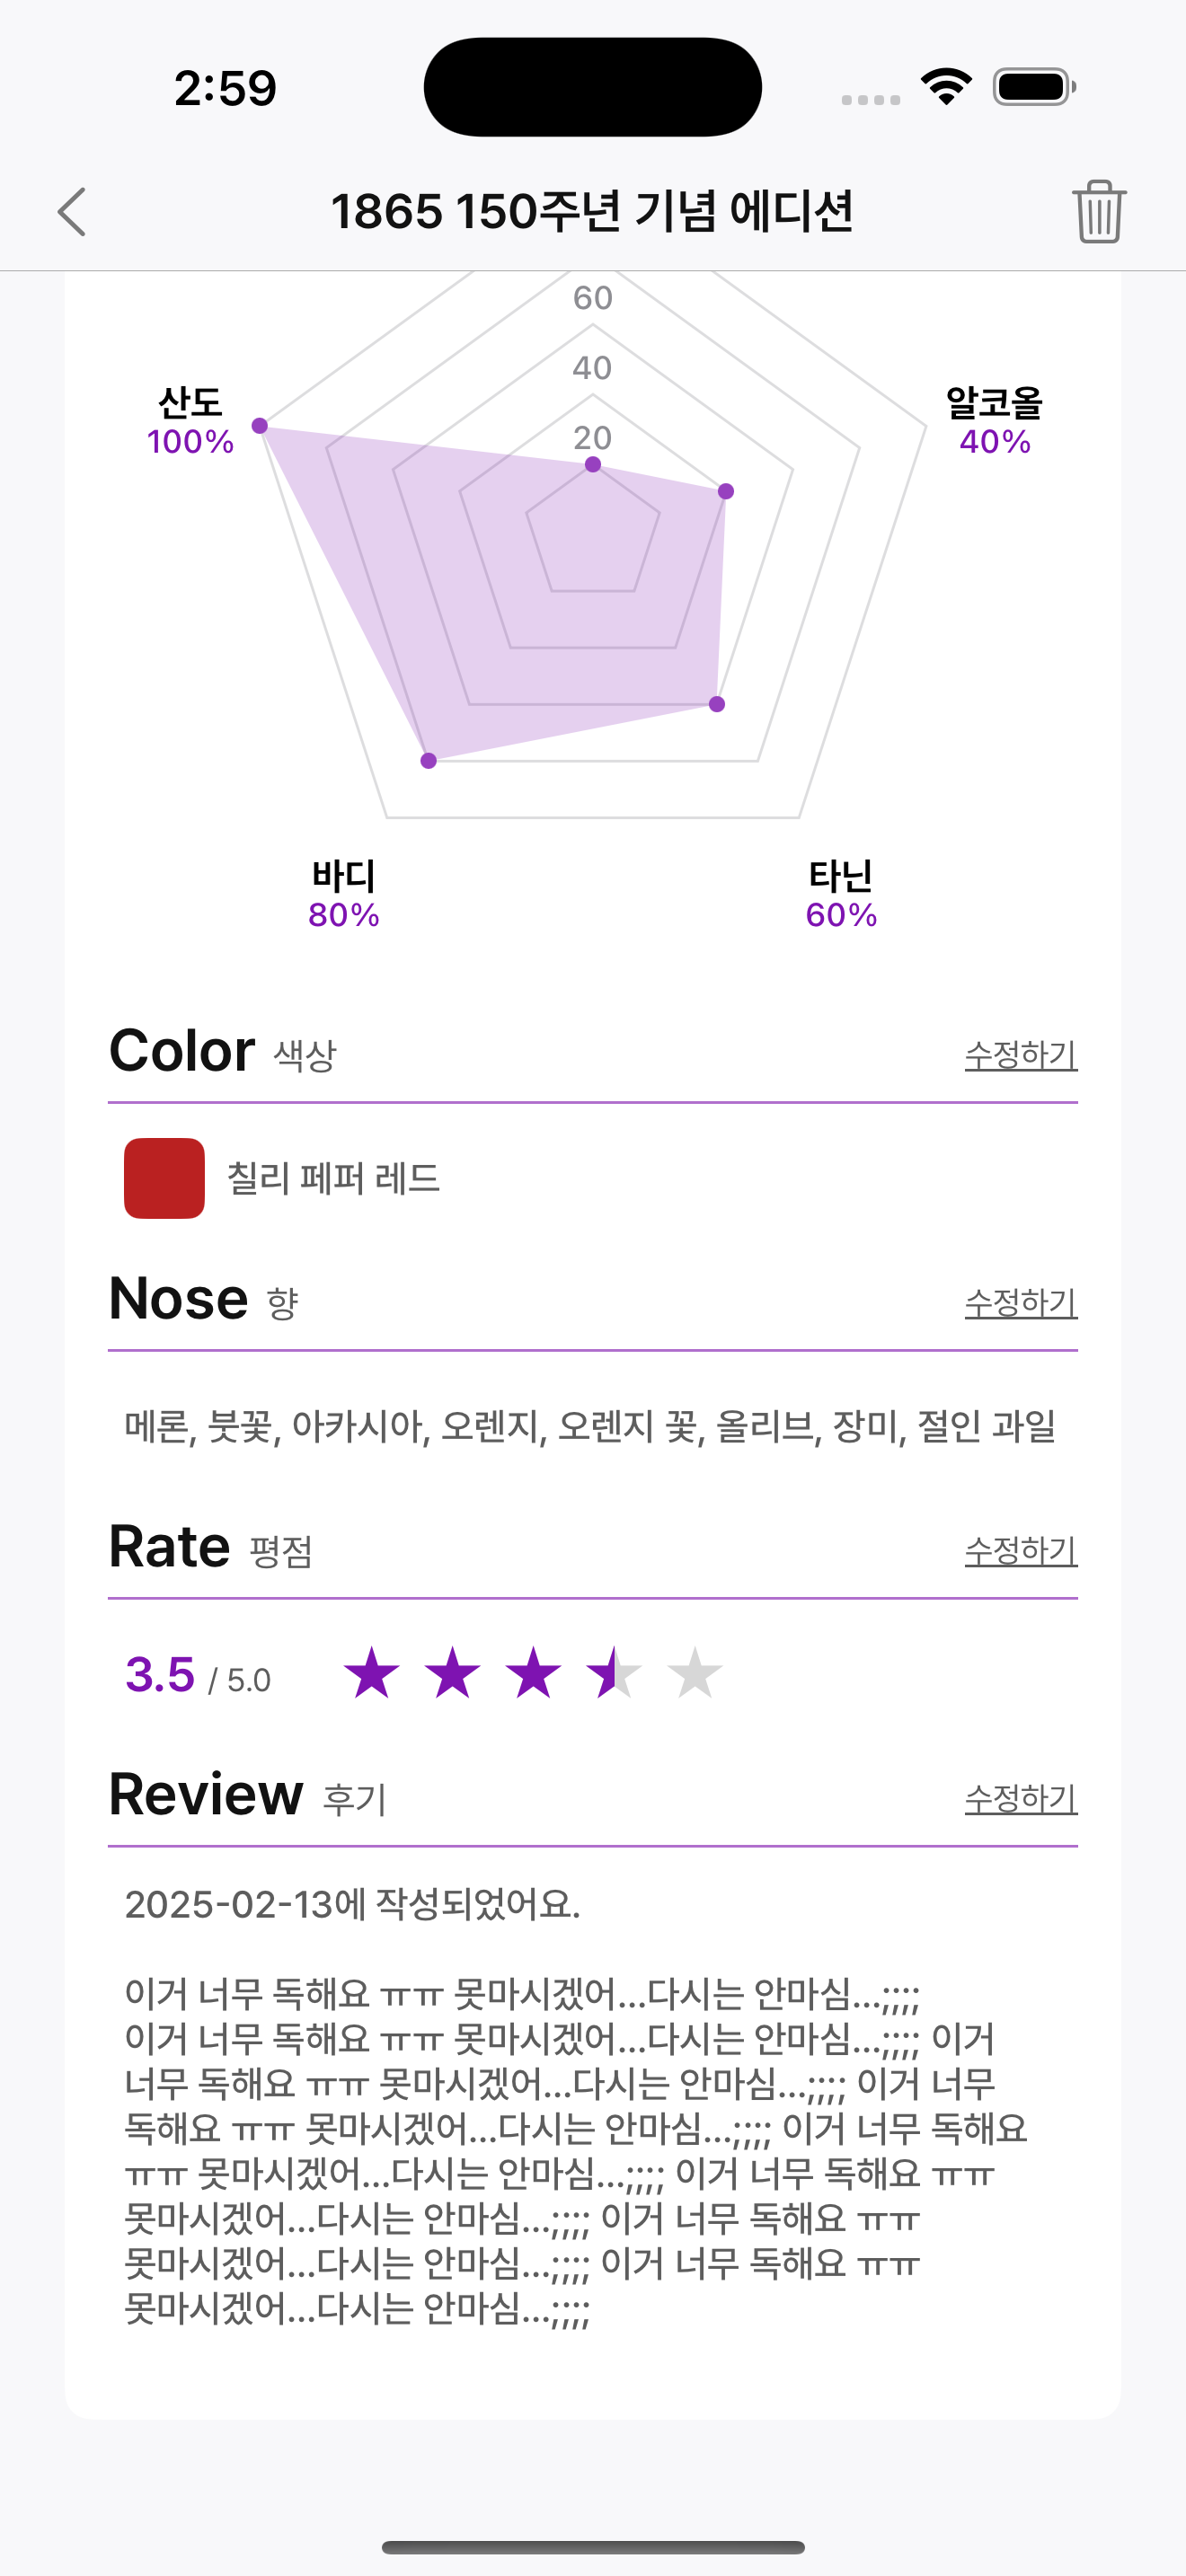 2:59
1865 150주년 기념 에디션
60
40
20
산도
100%
알코올
40%
바디
80%
타닌
60%
Color 색상 수정하기
칠리 페퍼 레드
Nose 향 수정하기
메론, 붓꽃, 아카시아, 오렌지, 오렌지 꽃, 올리브, 장미, 절인 과일
Rate 평점 수정하기
3.5 / 5.0
Review 후기 수정하기
2025-02-13에 작성되었어요.
이거 너무 독해요 ㅠㅠ 못마시겠어...다시는 안마심...;;;;
이거 너무 독해요 ㅠㅠ 못마시겠어...다시는 안마심...;;;; 이거
너무 독해요 ㅠㅠ 못마시겠어...다시는 안마심...;;;; 이거 너무
독해요 ㅠㅠ 못마시겠어...다시는 안마심...;;;; 이거 너무 독해요
ㅠㅠ 못마시겠어...다시는 안마심...;;;; 이거 너무 독해요 ㅠㅠ
못마시겠어...다시는 안마심...;;;; 이거 너무 독해요 ㅠㅠ
못마시겠어...다시는 안마심...;;;; 이거 너무 독해요 ㅠㅠ
못마시겠어...다시는 안마심...;;;;